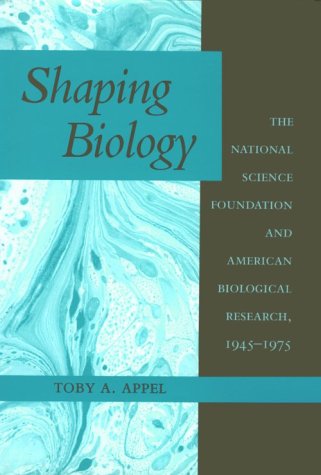 Shaping
Biology
THE
NATIONAL
SCIENCE
FOUNDATION
AND
AMERICAN
BIOLOGICAL
RESEARCH,
1945–1975
TOBY A. APPEL